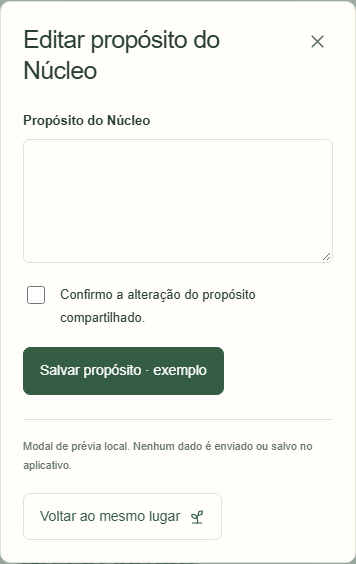 Editar propósito do
Núcleo
Propósito do Núcleo
Confirmo a alteração do propósito
compartilhado.
Salvar propósito · exemplo
Modal de prévia local. Nenhum dado é enviado ou salvo no
aplicativo.
Voltar ao mesmo lugar